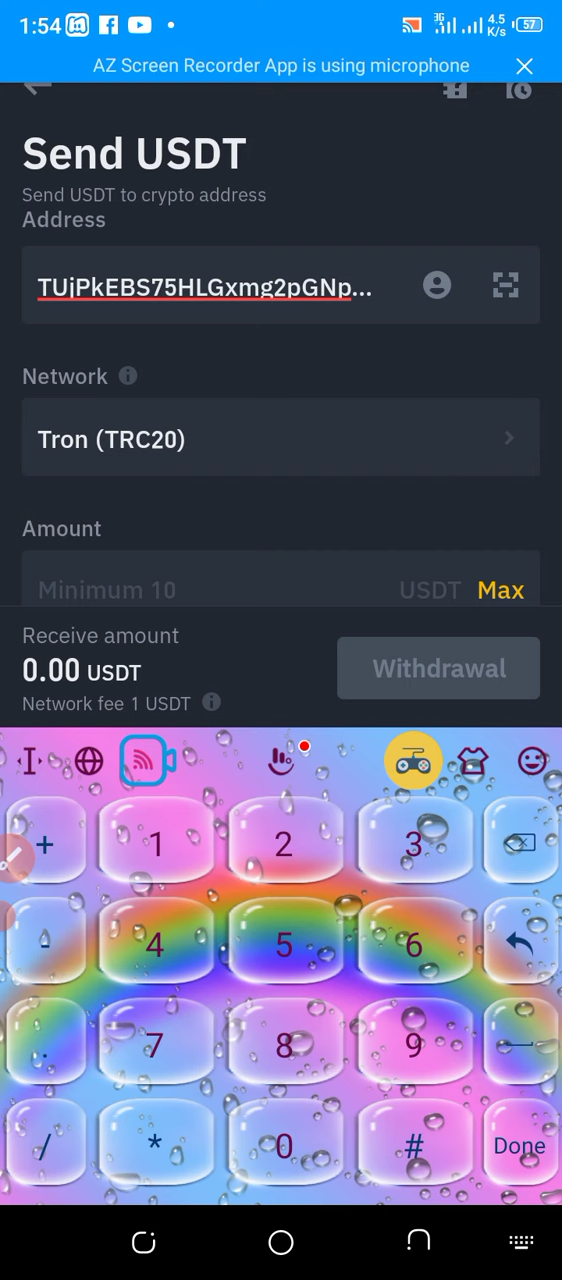 1:54
3G
4.5
K/s
57
AZ Screen Recorder App is using microphone
Send USDT
Send USDT to crypto address
Address
TUjPkEBS75HLGxmg2pGNp...
Network
Tron (TRC20)
Amount
Minimum 10 USDT Max
Receive amount
0.00 USDT
Withdrawal
Network fee 1 USDT
+ 1 2 3
- 4 5 6
. 7 8 9
/ * 0 # Done